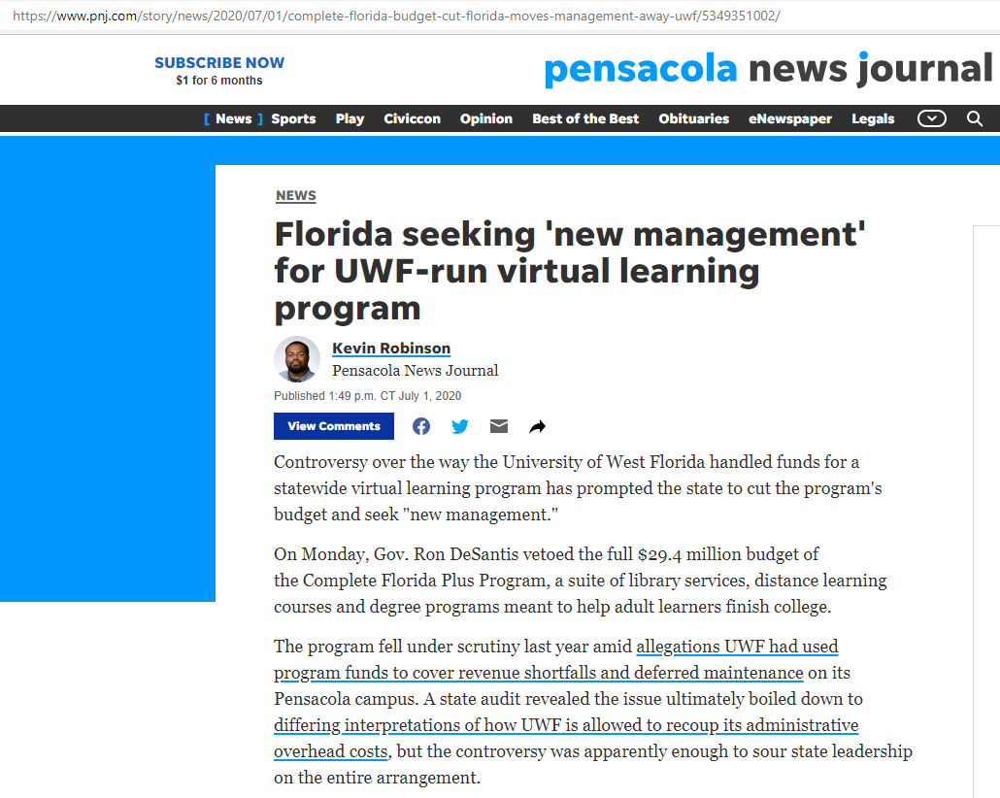 https://www.pnj.com/story/news/2020/07/01/complete-florida-budget-cut-florida-moves-management-away-uwf/5349351002/
SUBSCRIBE NOW
$1 for 6 months
pensacola news journal
[ News ] Sports Play Civiccon Opinion Best of the Best Obituaries eNewspaper Legals
NEWS
Florida seeking 'new management'
for UWF-run virtual learning
program
Kevin Robinson
Pensacola News Journal
Published 1:49 p.m. CT July 1, 2020
View Comments
Controversy over the way the University of West Florida handled funds for a
statewide virtual learning program has prompted the state to cut the program's
budget and seek "new management."
On Monday, Gov. Ron DeSantis vetoed the full $29.4 million budget of
the Complete Florida Plus Program, a suite of library services, distance learning
courses and degree programs meant to help adult learners finish college.
The program fell under scrutiny last year amid allegations UWF had used
program funds to cover revenue shortfalls and deferred maintenance on its
Pensacola campus. A state audit revealed the issue ultimately boiled down to
differing interpretations of how UWF is allowed to recoup its administrative
overhead costs, but the controversy was apparently enough to sour state leadership
on the entire arrangement.